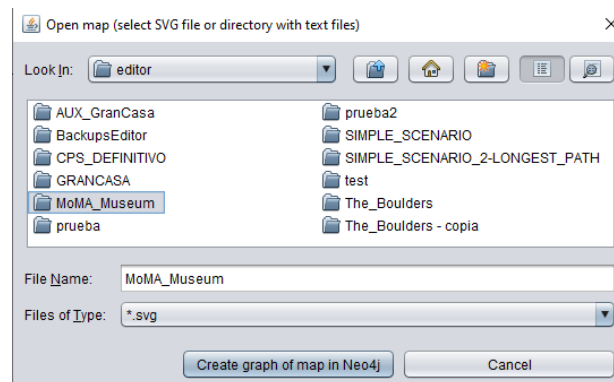 Open map (select SVG file or directory with text files)
Look In: editor
AUX_GranCasa
prueba2
BackupsEditor
SIMPLE_SCENARIO
CPS_DEFINITIVO
SIMPLE_SCENARIO_2-LONGEST_PATH
GRANCASA
test
MoMA_Museum
The_Boulders
prueba
The_Boulders - copia
File Name: MoMA_Museum
Files of Type: *.svg
Create graph of map in Neo4j
Cancel